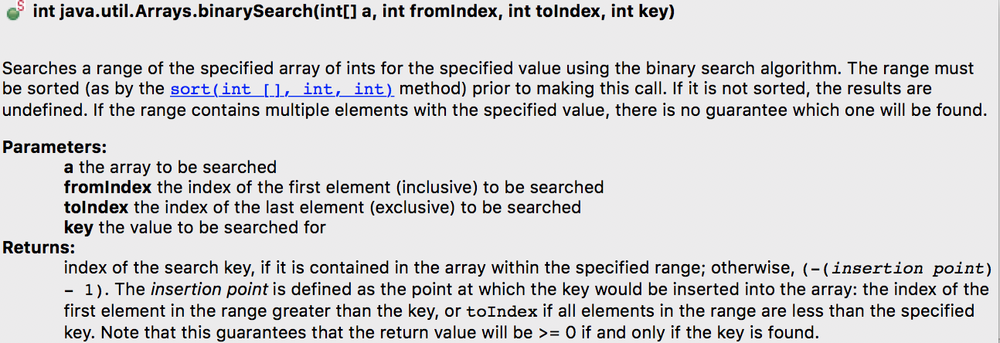 S
int java.util.Arrays.binarySearch(int[] a, int fromIndex, int toIndex, int key)
Searches a range of the specified array of ints for the specified value using the binary search algorithm. The range must
be sorted (as by the sort(int [], int, int) method) prior to making this call. If it is not sorted, the results are
undefined. If the range contains multiple elements with the specified value, there is no guarantee which one will be found.
Parameters:
a the array to be searched
fromIndex the index of the first element (inclusive) to be searched
toIndex the index of the last element (exclusive) to be searched
key the value to be searched for
Returns:
index of the search key, if it is contained in the array within the specified range; otherwise, (-(insertion point)
- 1). The insertion point is defined as the point at which the key would be inserted into the array: the index of the
first element in the range greater than the key, or toIndex if all elements in the range are less than the specified
key. Note that this guarantees that the return value will be >= 0 if and only if the key is found.